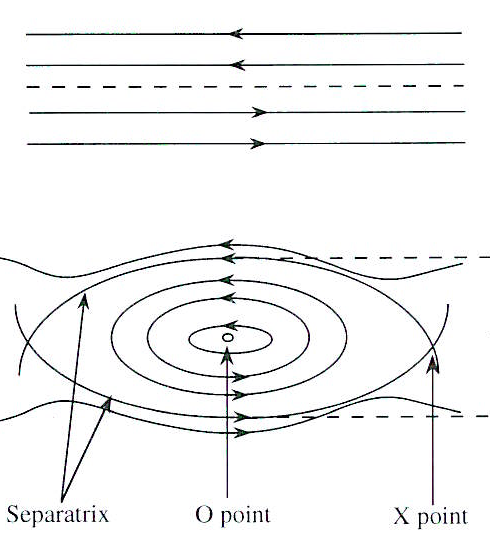 Separatrix
O point
X point